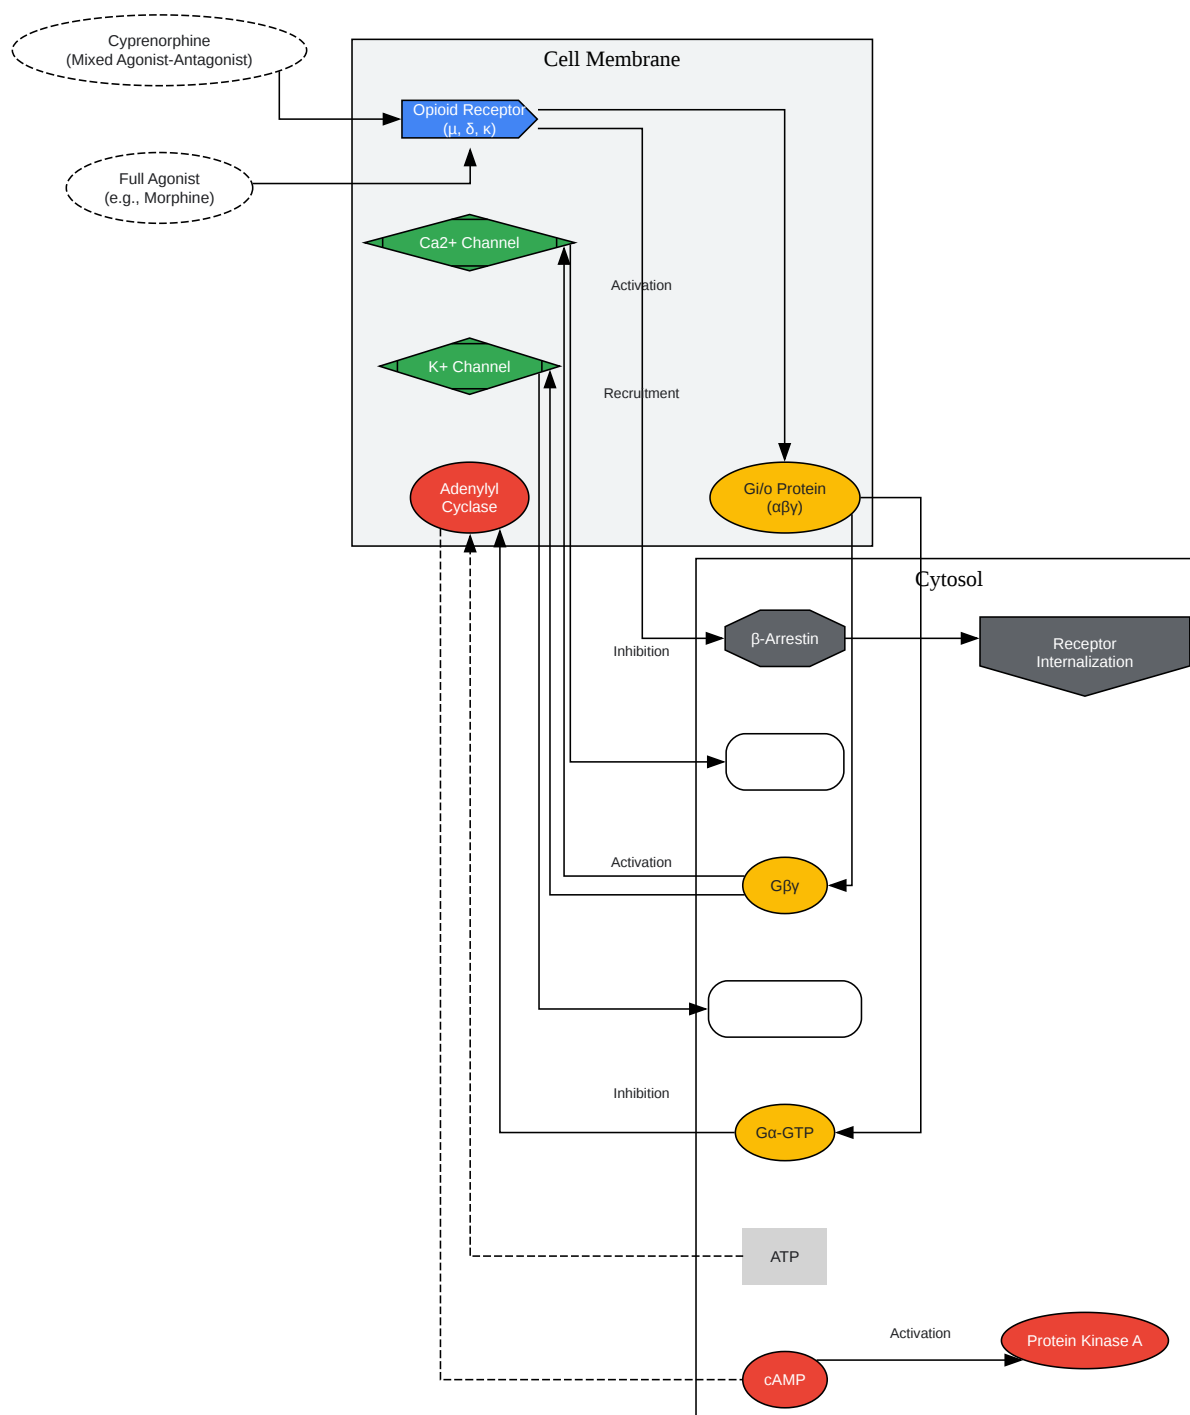 Cyprenorphine
(Mixed Agonist-Antagonist)
Cell Membrane
Opioid Receptor
(μ, δ, κ)
Full Agonist
(e.g., Morphine)
Ca2+ Channel
Activation
K+ Channel
Recruitment
Adenylyl
Cyclase
Gi/o Protein
(αβγ)
Cytosol
Inhibition
β-Arrestin
Receptor
Internalization
Activation
Gβγ
Inhibition
Gα-GTP
ATP
Activation
Protein Kinase A
cAMP